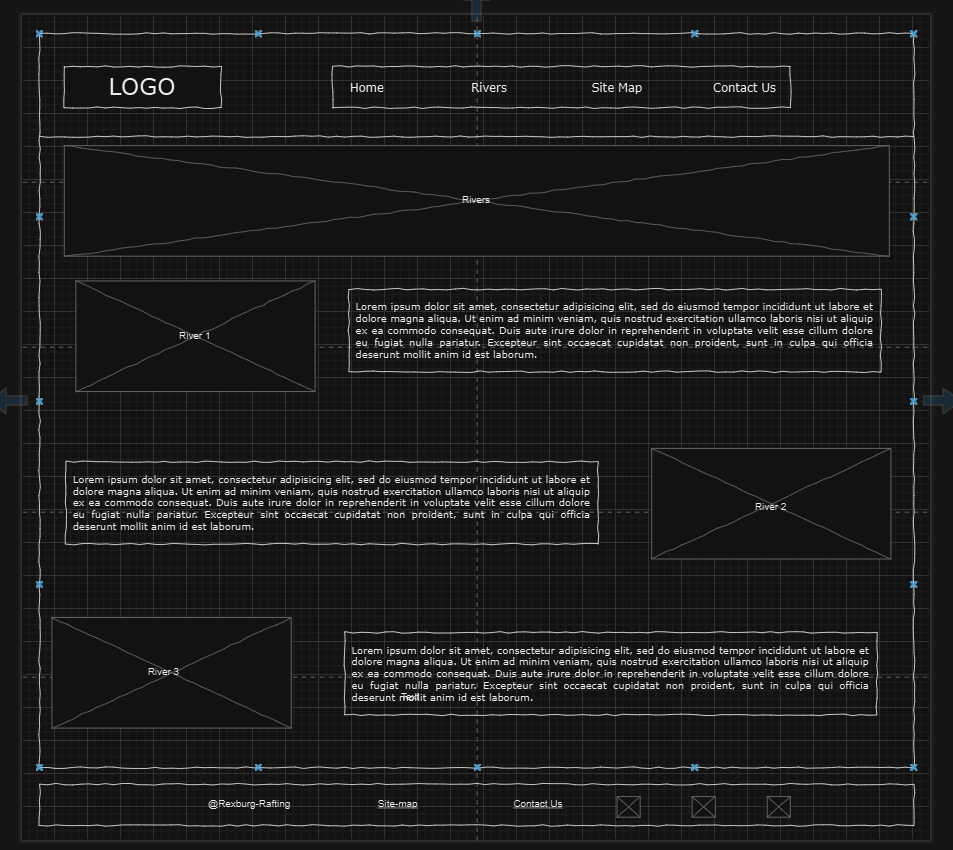 LOGO
Home Rivers Site Map Contact Us
Rivers
River 1
Lorem ipsum dolor sit amet, consectetur adipisicing elit, sed do eiusmod tempor incididunt ut labore et
dolore magna aliqua. Ut enim ad minim veniam, quis nostrud exercitation ullamco laboris nisi ut aliquip
ex ea commodo consequat. Duis aute irure dolor in reprehenderit in voluptate velit esse cillum dolore
eu fugiat nulla pariatur. Excepteur sint occaecat cupidatat non proident, sunt in culpa qui officia
deserunt mollit anim id est laborum.
Lorem ipsum dolor sit amet, consectetur adipisicing elit, sed do eiusmod tempor incididunt ut labore et
dolore magna aliqua. Ut enim ad minim veniam, quis nostrud exercitation ullamco laboris nisi ut aliquip
ex ea commodo consequat. Duis aute irure dolor in reprehenderit in voluptate velit esse cillum dolore
eu fugiat nulla pariatur. Excepteur sint occaecat cupidatat non proident, sunt in culpa qui officia
deserunt mollit anim id est laborum.
River 2
River 3
Lorem ipsum dolor sit amet, consectetur adipisicing elit, sed do eiusmod tempor incididunt ut labore et
dolore magna aliqua. Ut enim ad minim veniam, quis nostrud exercitation ullamco laboris nisi ut aliquip
ex ea commodo consequat. Duis aute irure dolor in reprehenderit in voluptate velit esse cillum dolore
eu fugiat nulla pariatur. Excepteur sint occaecat cupidatat non proident, sunt in culpa qui officia
deserunt mollit anim id est laborum.
@Rexburg-Rafting Site-map Contact Us